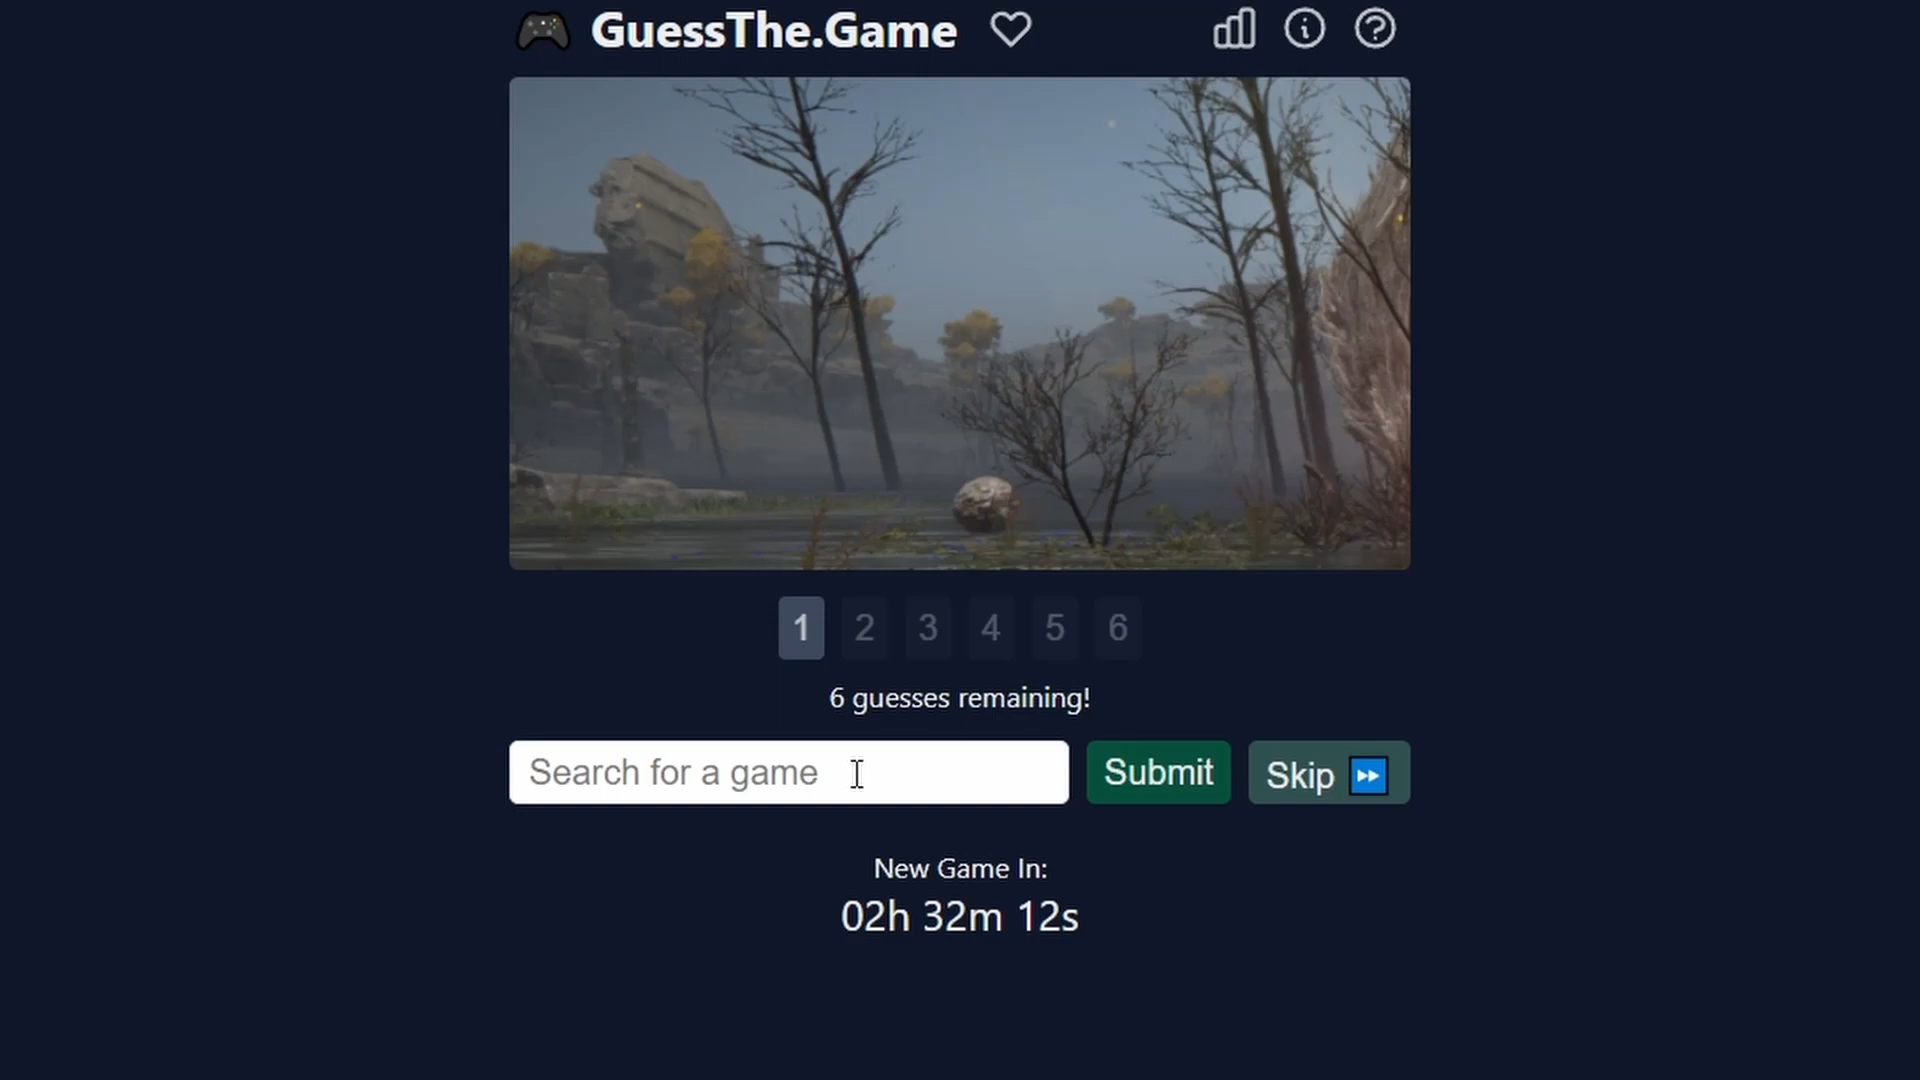 GuessThe.Game
1 2 3 4 5 6
6 guesses remaining!
Search for a game Submit Skip
New Game In:
02h 32m 12s